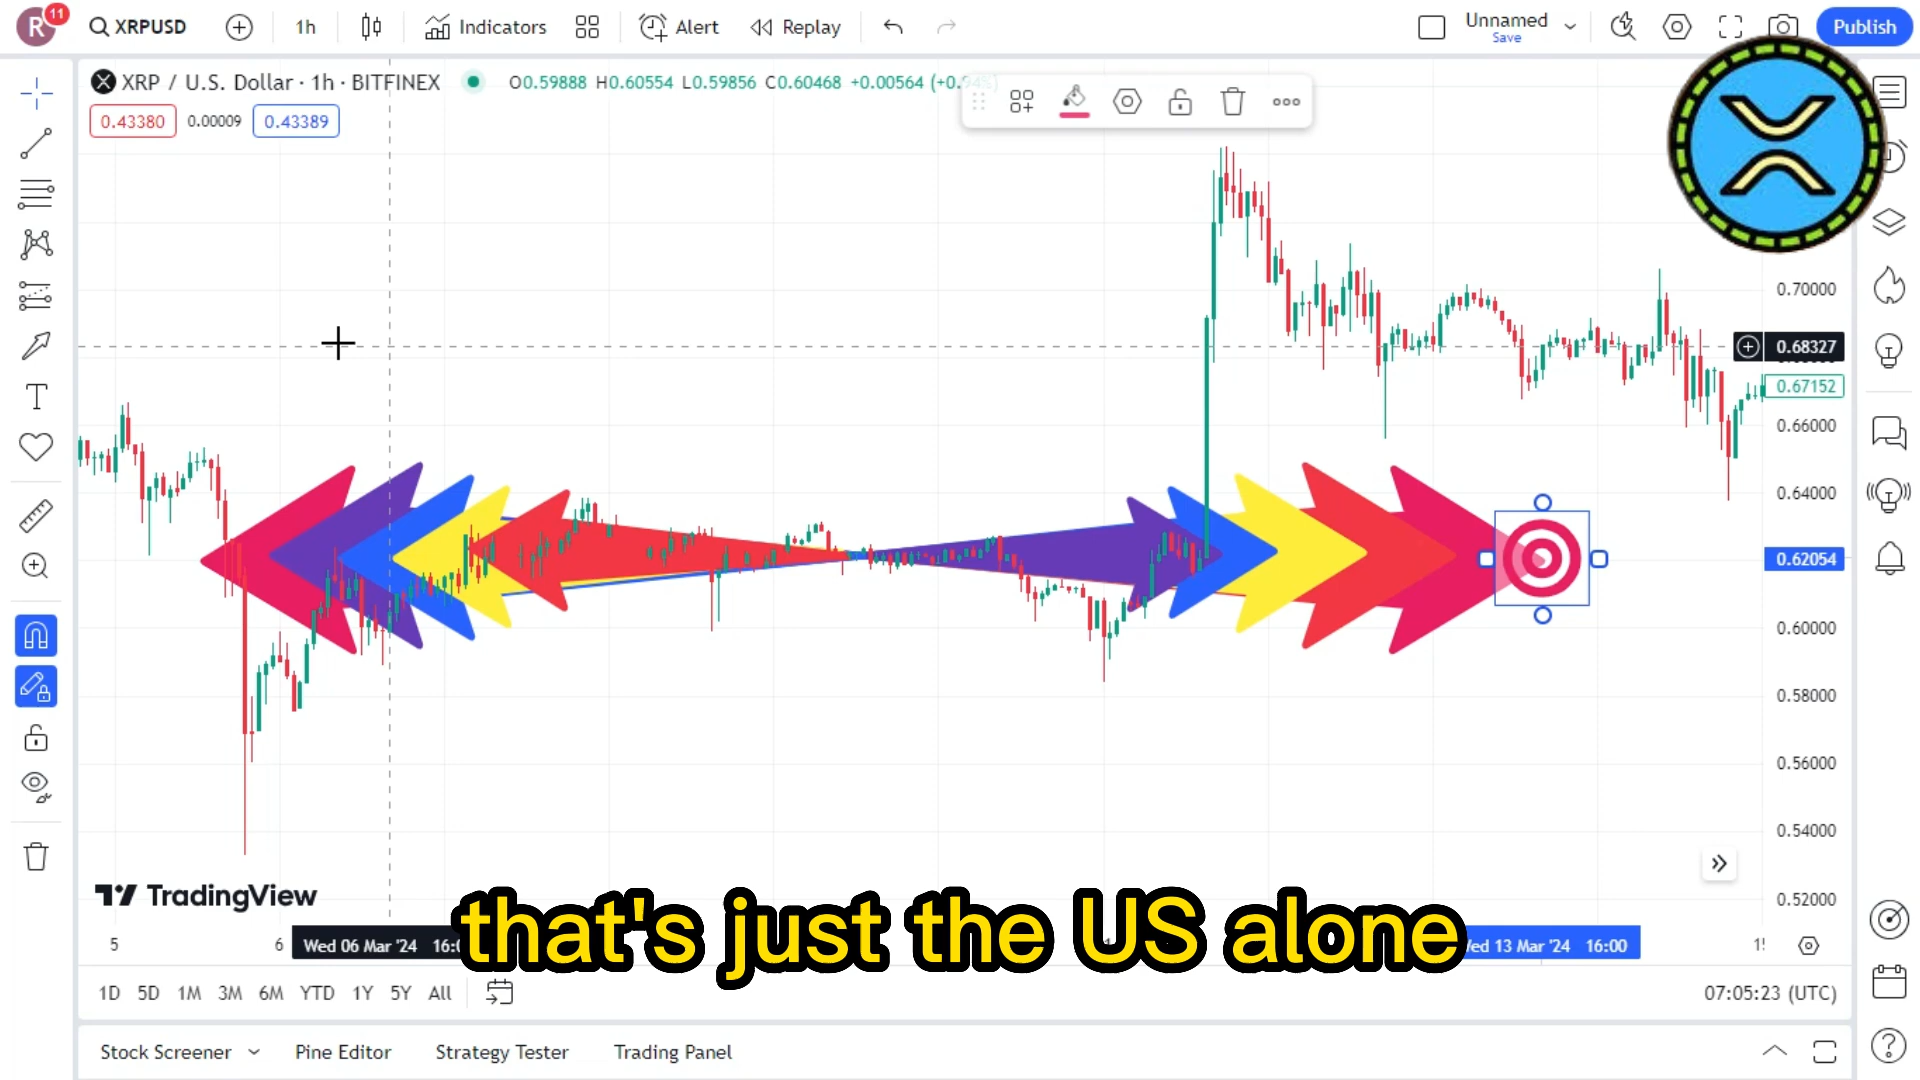 R 11 XRPUSD 1h Indicators Alert Replay Unnamed Save Publish
XRP / U.S. Dollar · 1h · BITFINEX O0.59888 H0.60554 L0.59856 C0.60468 +0.00564
0.43380 0.00009 0.43389
0.70000
0.68327
0.67152
0.66000
0.64000
0.62054
0.60000
0.58000
0.56000
0.54000
0.52000
TradingView
that's just the US alone
5 6 Wed 06 Mar '24 Wed 13 Mar '24 16:00
1D 5D 1M 3M 6M YTD 1Y 5Y All 07:05:23 (UTC)
Stock Screener Pine Editor Strategy Tester Trading Panel